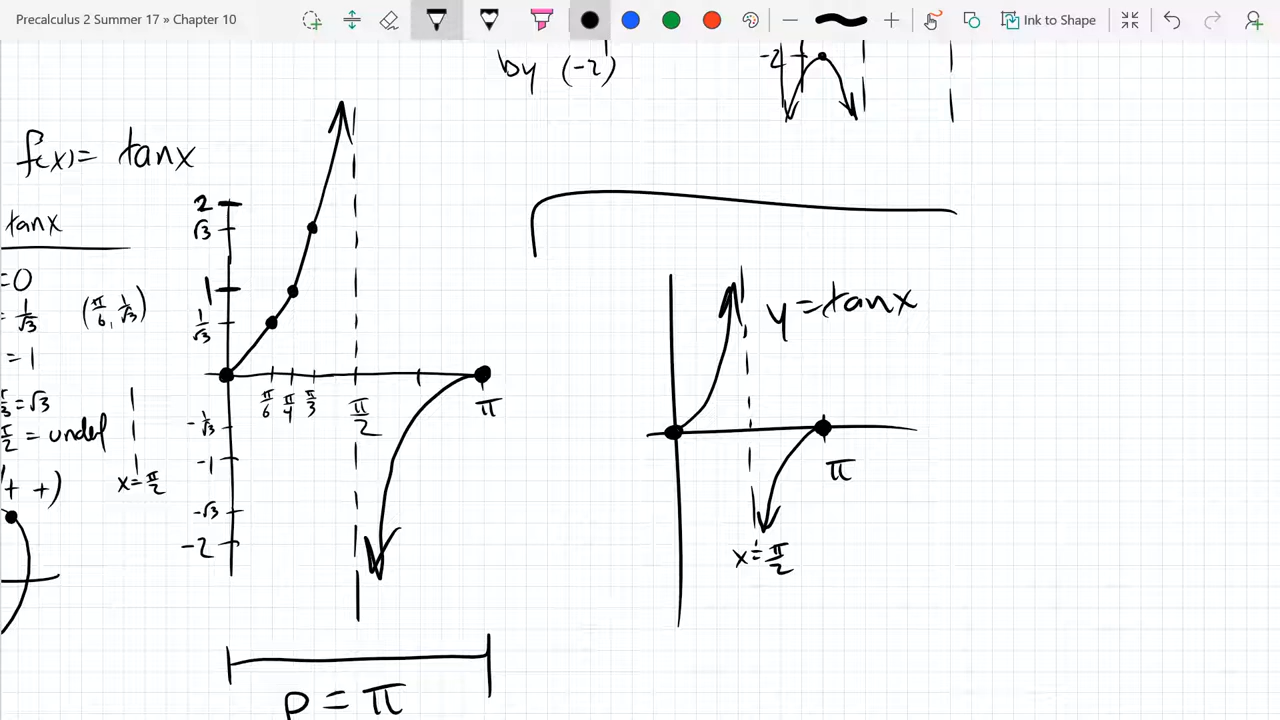 Precalculus 2 Summer 17 » Chapter 10
Ink to Shape
by (-2)
-2
f(x)= tanx
tanx
=0
= 1/√3 (π/6, 1/√3)
= 1
π/3 = √3
π/2 = undef
x=π/2
(+ +)
2
√3
1
1/√3
π/6 π/4 π/3 π/2 π
-1/√3
-1
-√3
-2
P = π
y=tanx
π
x=π/2